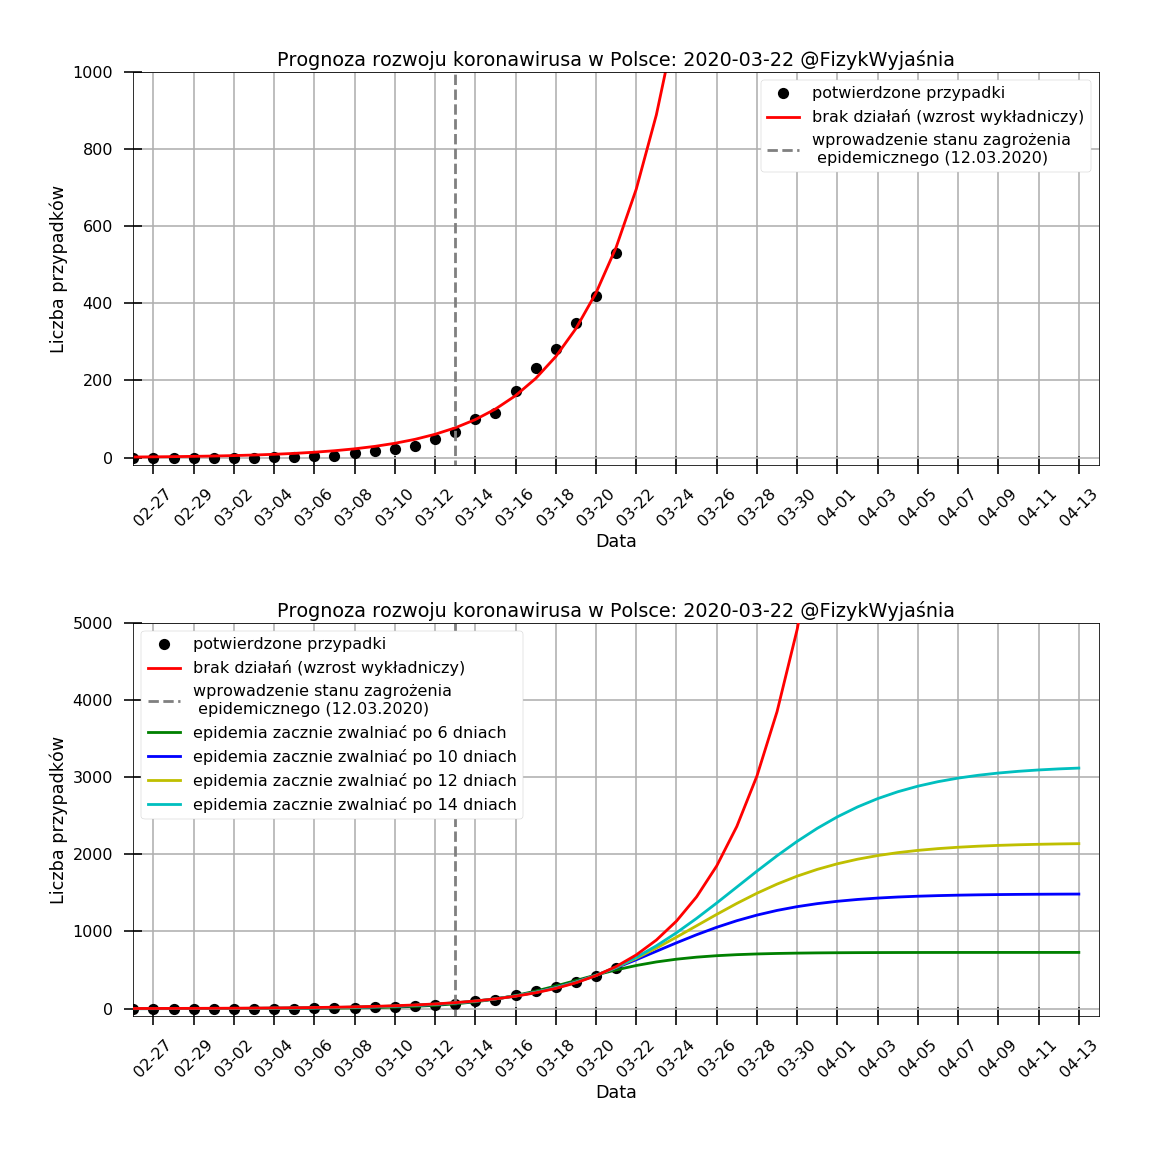 Prognoza rozwoju koronawirusa w Polsce: 2020-03-22 @FizykWyjaśnia
1000
800
600
400
200
0
Liczba przypadków
potwierdzone przypadki
brak działań (wzrost wykładniczy)
wprowadzenie stanu zagrożenia
epidemicznego (12.03.2020)
02-27 02-29 03-02 03-04 03-06 03-08 03-10 03-12 03-14 03-16 03-18 03-20 03-22 03-24 03-26 03-28 03-30 04-01 04-03 04-05 04-07 04-09 04-11 04-13
Data
Prognoza rozwoju koronawirusa w Polsce: 2020-03-22 @FizykWyjaśnia
5000
4000
3000
2000
1000
0
Liczba przypadków
potwierdzone przypadki
brak działań (wzrost wykładniczy)
wprowadzenie stanu zagrożenia
epidemicznego (12.03.2020)
epidemia zacznie zwalniać po 6 dniach
epidemia zacznie zwalniać po 10 dniach
epidemia zacznie zwalniać po 12 dniach
epidemia zacznie zwalniać po 14 dniach
02-27 02-29 03-02 03-04 03-06 03-08 03-10 03-12 03-14 03-16 03-18 03-20 03-22 03-24 03-26 03-28 03-30 04-01 04-03 04-05 04-07 04-09 04-11 04-13
Data